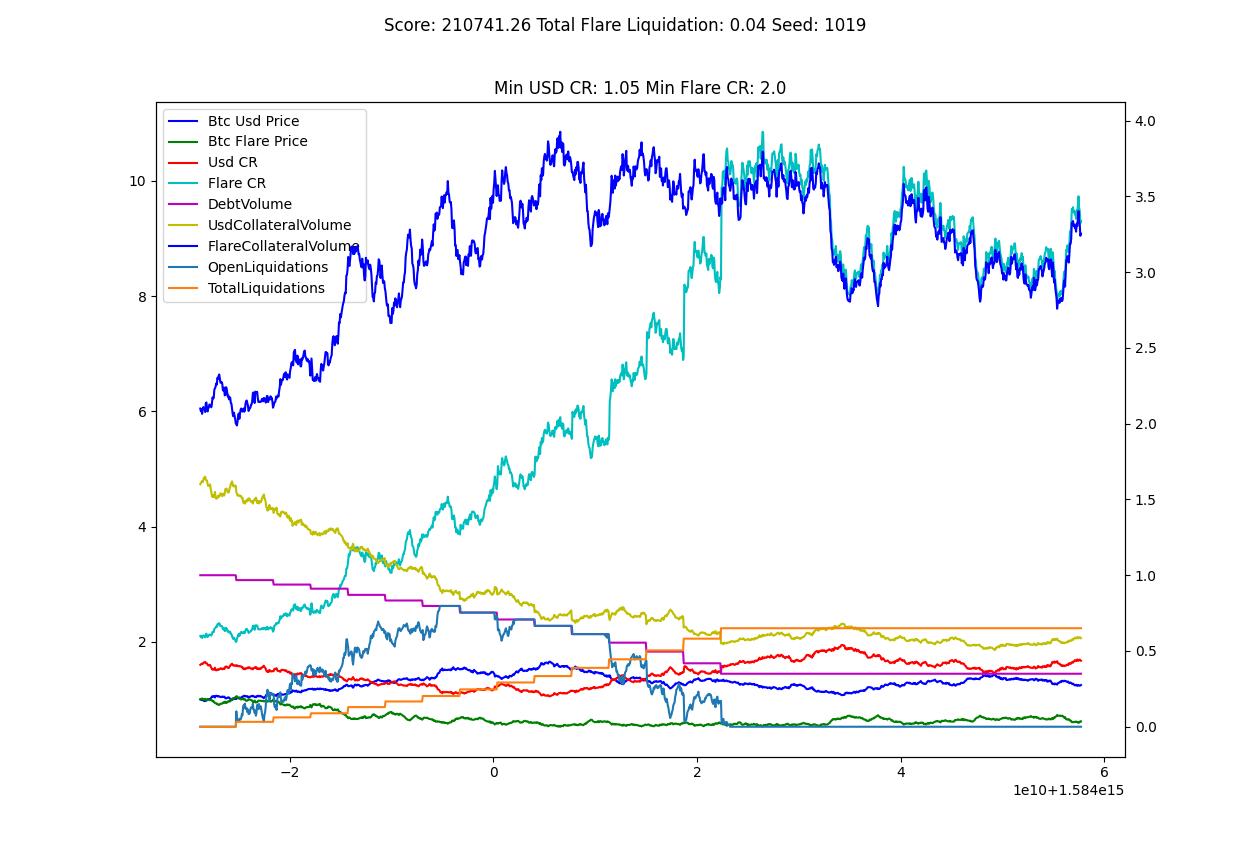 Score: 210741.26 Total Flare Liquidation: 0.04 Seed: 1019
Min USD CR: 1.05 Min Flare CR: 2.0
Btc Usd Price
Btc Flare Price
Usd CR
Flare CR
DebtVolume
UsdCollateralVolume
FlareCollateralVolume
OpenLiquidations
TotalLiquidations
10
8
6
4
2
4.0
3.5
3.0
2.5
2.0
1.5
1.0
0.5
0.0
−2 0 2 4 6
1e10+1.584e15